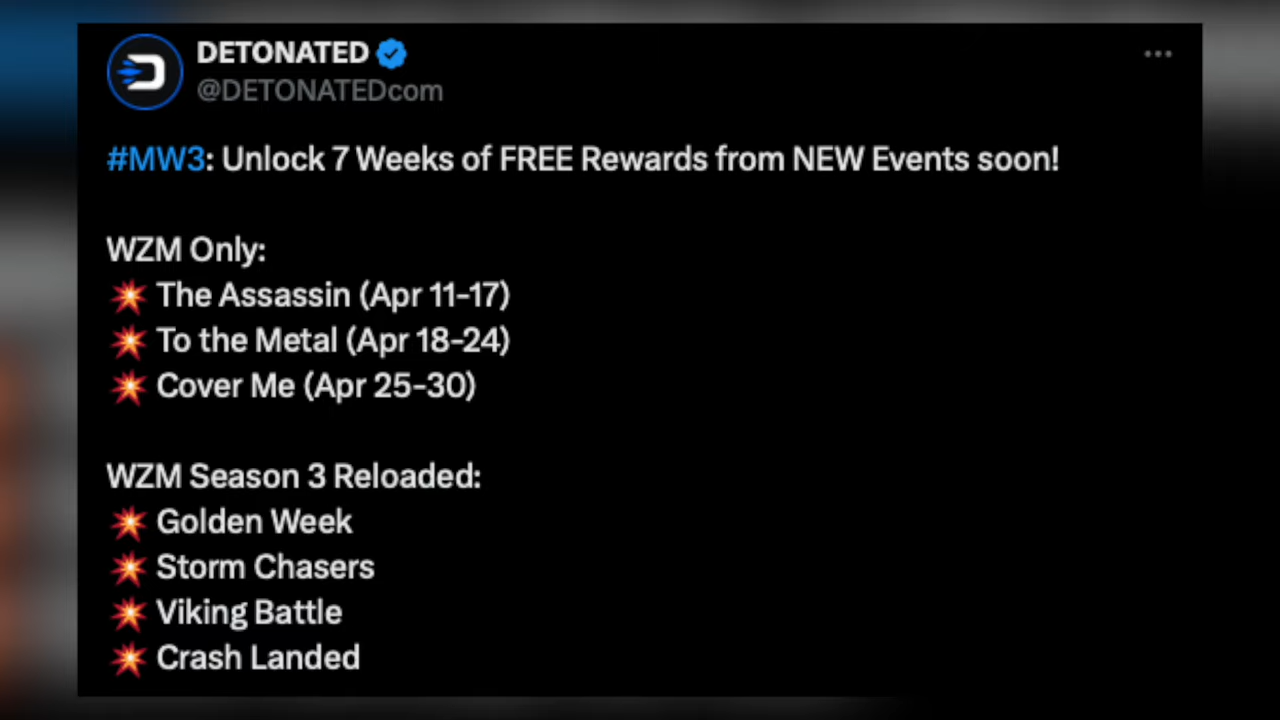 DETONATED
@DETONATEDcom
#MW3: Unlock 7 Weeks of FREE Rewards from NEW Events soon!
WZM Only:
💥 The Assassin (Apr 11-17)
💥 To the Metal (Apr 18-24)
💥 Cover Me (Apr 25-30)
WZM Season 3 Reloaded:
💥 Golden Week
💥 Storm Chasers
💥 Viking Battle
💥 Crash Landed